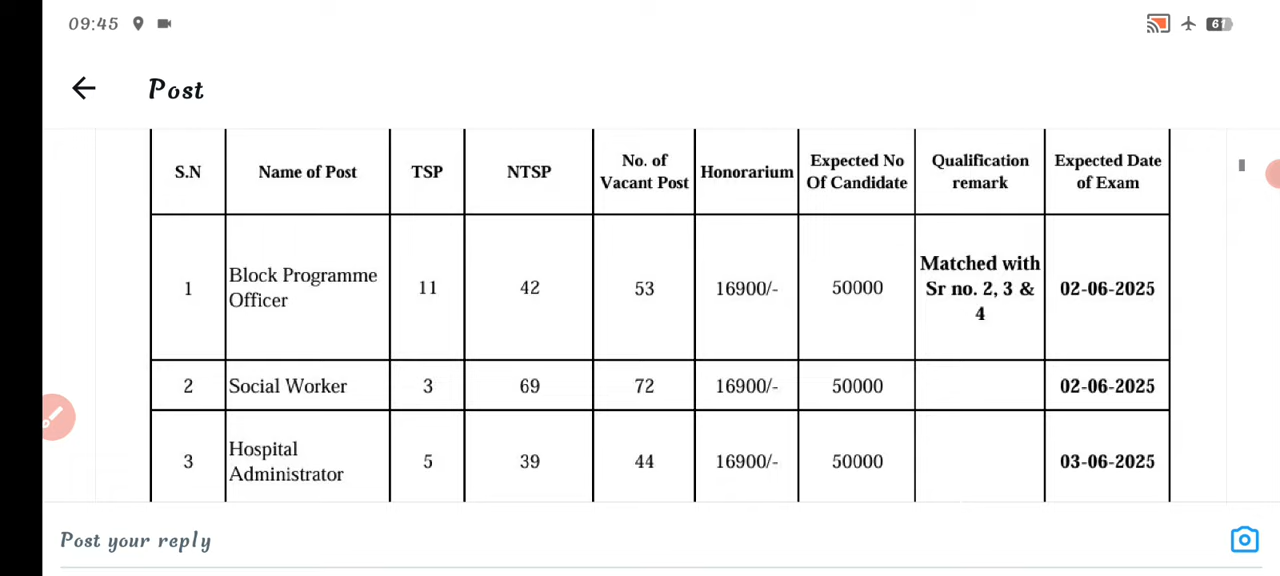 09:45
61
Post
S.N
Name of Post
TSP
NTSP
No. of
Vacant Post
Honorarium
Expected No
Of Candidate
Qualification
remark
Expected Date
of Exam
1
Block Programme
Officer
11
42
53
16900/-
50000
Matched with
Sr no. 2, 3 &
4
02-06-2025
2
Social Worker
3
69
72
16900/-
50000
02-06-2025
3
Hospital
Administrator
5
39
44
16900/-
50000
03-06-2025
Post your reply